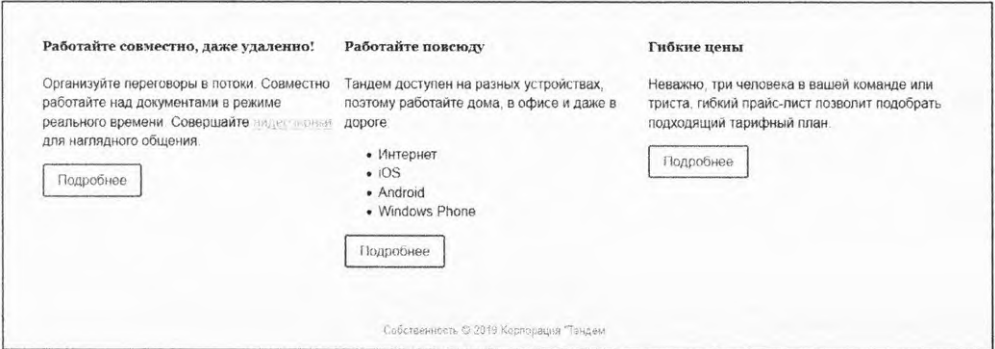 Работайте совместно, даже удаленно!
Организуйте переговоры в потоки. Совместно
работайте над документами в режиме
реального времени. Совершайте
для наглядного общения.
Подробнее
Работайте повсюду
Тандем доступен на разных устройствах,
поэтому работайте дома, в офисе и даже в
дороге.
• Интернет
• iOS
• Android
• Windows Phone
Подробнее
Гибкие цены
Неважно, три человека в вашей команде или
триста, гибкий прайс-лист позволит подобрать
подходящий тарифный план.
Подробнее
Собственность © 2019 Корпорация "Тандем